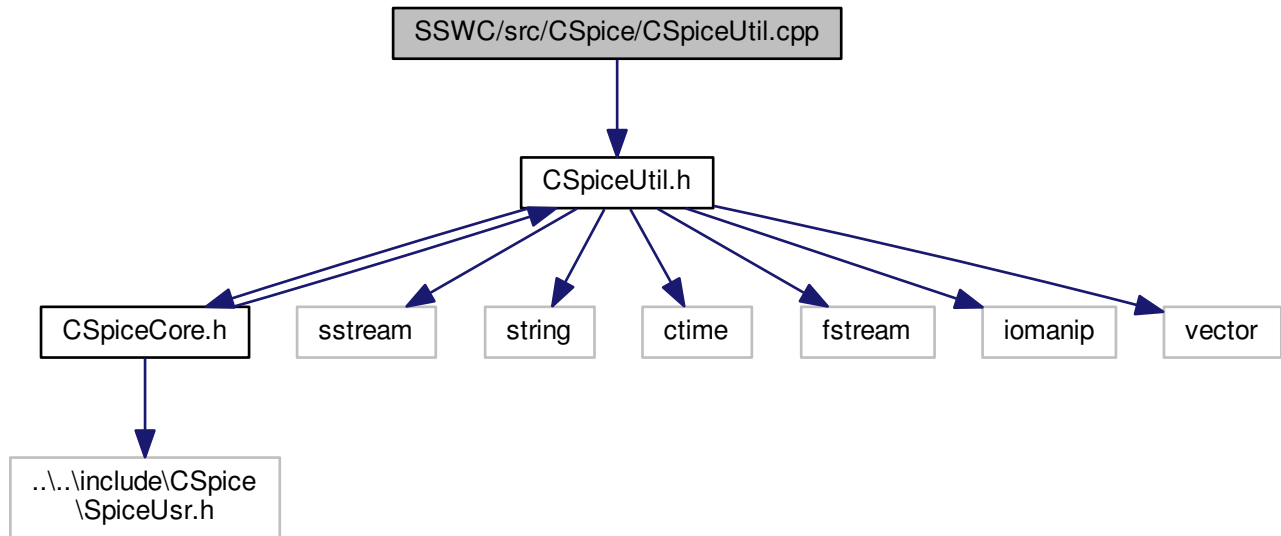 SSWC/src/CSpice/CSpiceUtil.cpp
CSpiceUtil.h
CSpiceCore.h
sstream
string
ctime
fstream
iomanip
vector
..\..\include\CSpice
\SpiceUsr.h